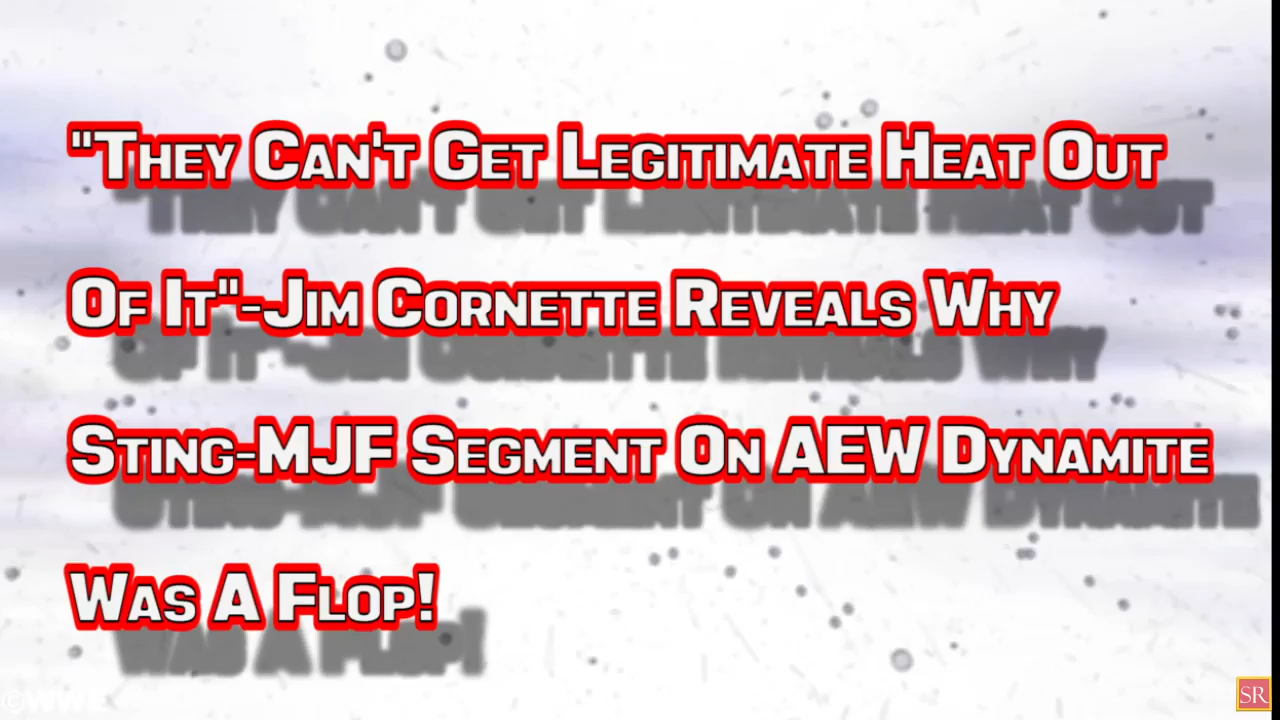 "They Can't Get Legitimate Heat Out
Of It"-Jim Cornette Reveals Why
Sting-MJF Segment On AEW Dynamite
Was A Flop!
©WWE
SR